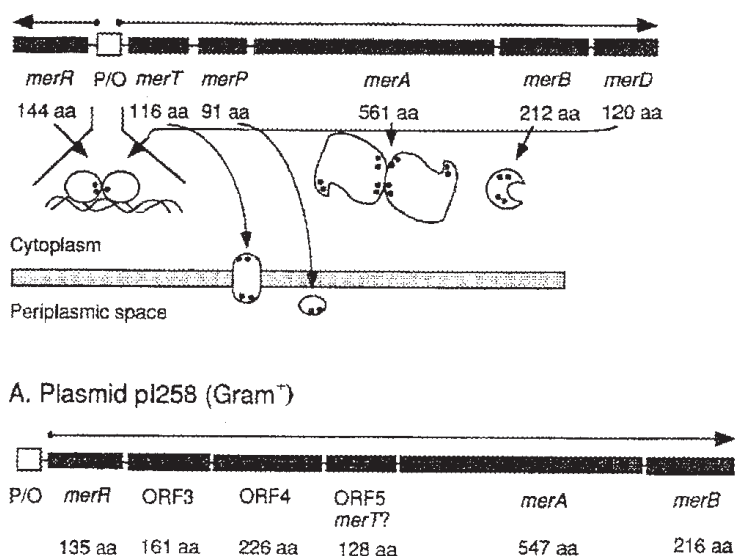 merR P/O merT merP merA merB merD
144 aa 116 aa 91 aa 561 aa 212 aa 120 aa
Cytoplasm
Periplasmic space
A. Plasmid pI258 (Gram⁺)
P/O merR ORF3 ORF4 ORF5 merA merB
merT?
135 aa 161 aa 226 aa 128 aa 547 aa 216 aa